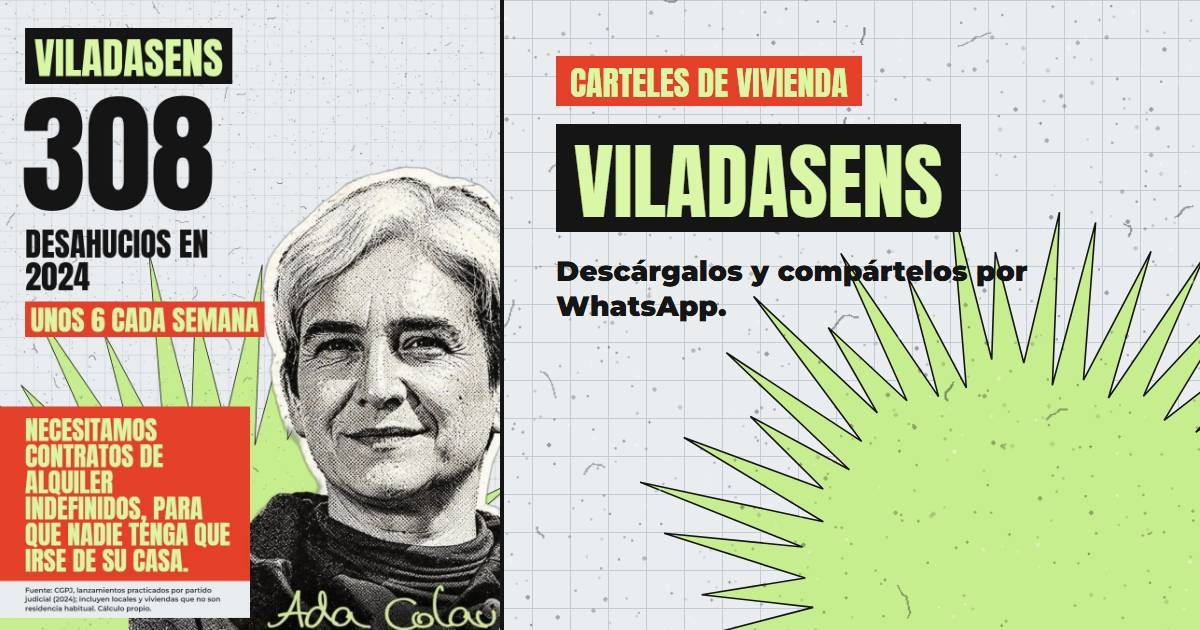 VILADASENS
308
DESAHUCIOS EN
2024
UNOS 6 CADA SEMANA
NECESITAMOS
CONTRATOS DE
ALQUILER
INDEFINIDOS, PARA
QUE NADIE TENGA QUE
IRSE DE SU CASA.
Fuente: CGPJ, lanzamientos practicados por partido
judicial (2024); incluyen locales y viviendas que no son
residencia habitual. Cálculo propio.
Ada Colau
CARTELES DE VIVIENDA
VILADASENS
Descárgalos y compártelos por
WhatsApp.